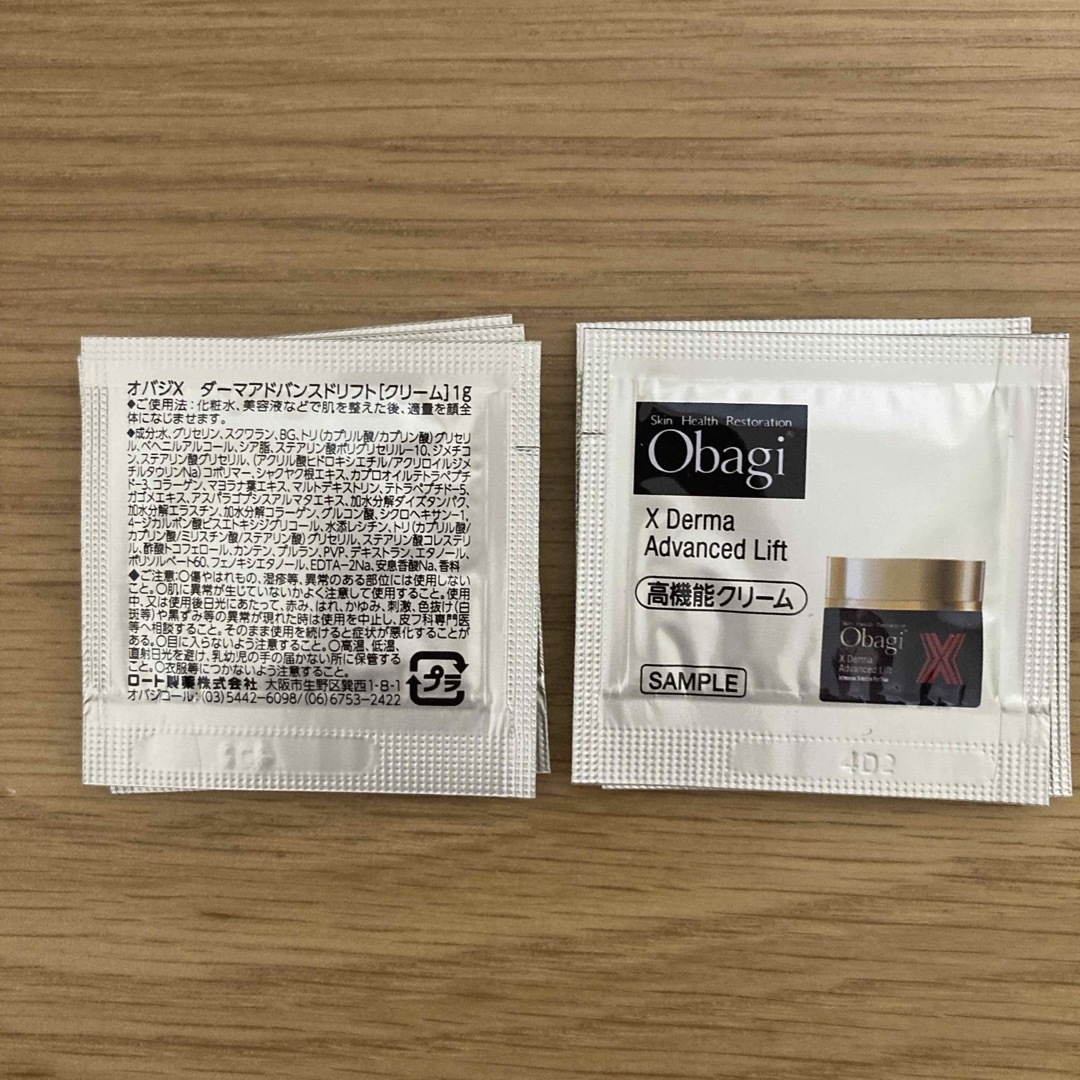 オバジX ダーマアドバンスドリフト[クリーム]1g
◆ご使用法:化粧水、美容液などで肌を整えた後、適量を顔全
体になじませます。
◆成分:水、グリセリン、スクワラン、BG、トリ(カプリル酸/カプリン酸)グリセリ
ル、ベヘニルアルコール、シア脂、ステアリン酸ポリグリセリル-10、ジメチコ
ン、ステアリン酸グリセリル、(アクリル酸ヒドロキシエチル/アクリロイルジメ
チルタウリンNa)コポリマー、シャクヤク根エキス、カプロオイルテトラペプチ
ド-3、コラーゲン、マヨラナ葉エキス、マルトデキストリン、テトラペプチド-5、
カゴメエキス、アスパラゴプシスアルマタエキス、加水分解ダイズタンパク、
加水分解エラスチン、加水分解コラーゲン、グルコン酸、シクロヘキサン-1,
4-ジカルボン酸ビスエトキシジグリコール、水添レシチン、トリ(カプリル酸/
カプリン酸/ミリスチン酸/ステアリン酸)グリセリル、ステアリン酸コレステリ
ル、酢酸トコフェロール、カンテン、プルラン、PVP、デキストラン、エタノール、
ポリソルベート60、フェノキシエタノール、EDTA-2Na、安息香酸Na、香料
◆ご注意:〇傷やはれもの、湿疹等、異常のある部位には使用しない
こと。〇肌に異常が生じていないかよく注意して使用すること。使用
中、又は使用後日光にあたって、赤み、はれ、かゆみ、刺激、色抜け(白
斑等)や黒ずみ等の異常が現れた時は使用を中止し、皮フ科専門医
等へ相談すること。そのまま使用を続けると症状が悪化することが
ある。〇目に入らないよう注意すること。〇高温、低温、
直射日光を避け、乳幼児の手の届かない所に保管する
こと。〇衣服等につかないよう注意すること。
ロート製薬株式会社 大阪市生野区巽西1-8-1
オバジコール:(03)5442-6098/(06)6753-2422
プラ
Skin Health Restoration
Obagi
X Derma
Advanced Lift
高機能クリーム
SAMPLE
Skin Health Restoration
Obagi
X Derma
Advanced Lift
X